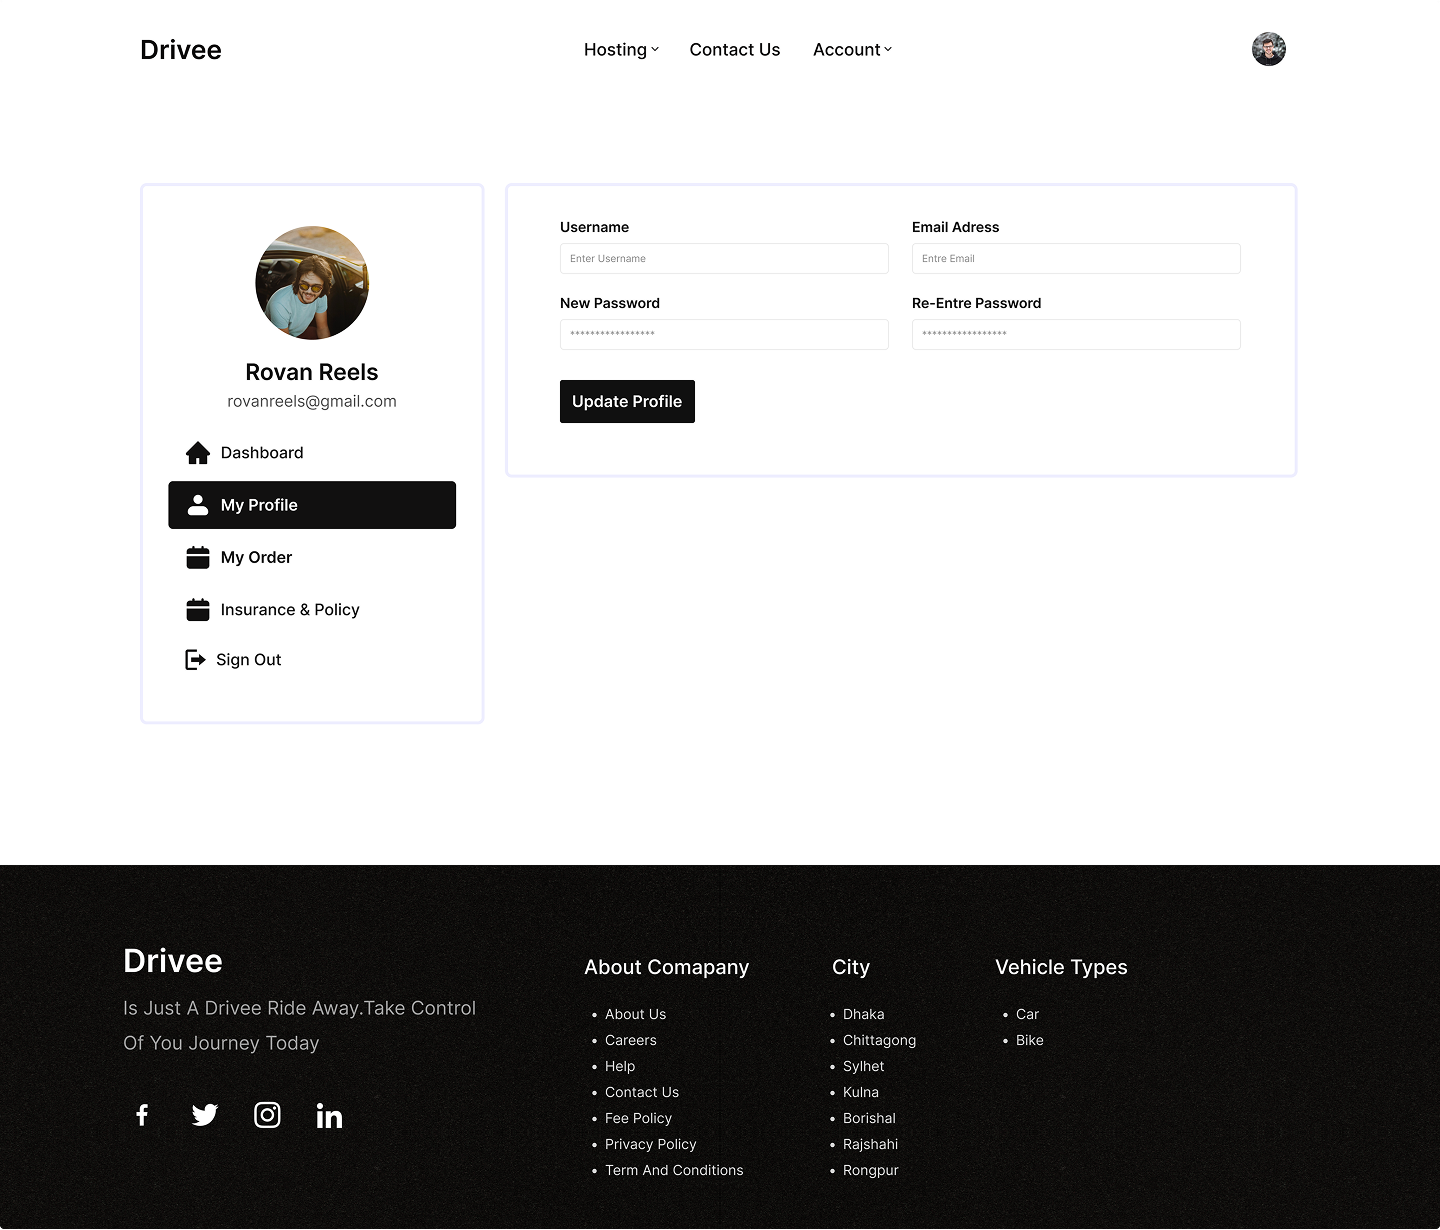 Drivee
Hosting
Contact Us
Account
Rovan Reels
rovanreels@gmail.com
Dashboard
My Profile
My Order
Insurance & Policy
Sign Out
Username
Enter Username
Email Adress
Entre Email
New Password
*****************
Re-Entre Password
*****************
Update Profile
Drivee
Is Just A Drivee Ride Away.Take Control
Of You Journey Today
About Comapany
• About Us
• Careers
• Help
• Contact Us
• Fee Policy
• Privacy Policy
• Term And Conditions
City
• Dhaka
• Chittagong
• Sylhet
• Kulna
• Borishal
• Rajshahi
• Rongpur
Vehicle Types
• Car
• Bike